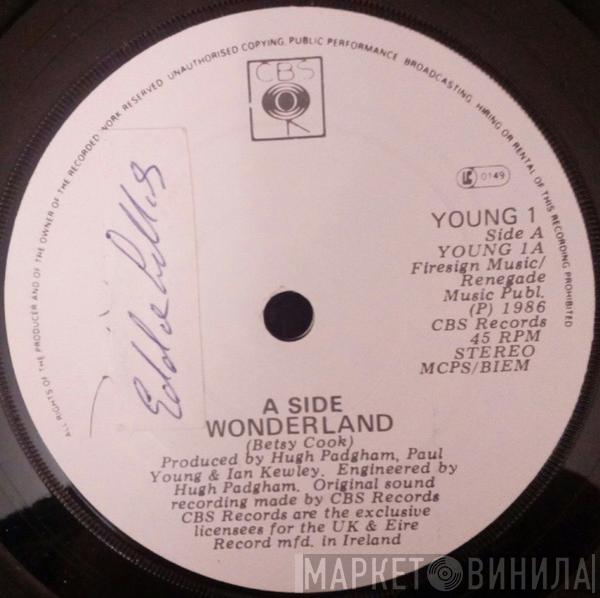 ALL RIGHTS OF THE PRODUCER AND OF THE OWNER OF THE RECORDED WORK RESERVED. UNAUTHORISED COPYING, PUBLIC PERFORMANCE, BROADCASTING, HIRING OR RENTAL OF THIS RECORDING PROHIBITED
CBS
LC 0149
YOUNG 1
Side A
YOUNG 1A
Firesign Music/
Renegade
Music Publ.
(P) 1986
CBS Records
45 RPM
STEREO
MCPS/BIEM
Eddie
A SIDE
WONDERLAND
(Betsy Cook)
Produced by Hugh Padgham, Paul
Young & Ian Kewley. Engineered by
Hugh Padgham. Original sound
recording made by CBS Records
CBS Records are the exclusive
licensees for the UK & Eire
Record mfd. in Ireland
МАРКЕТ ВИНИЛА